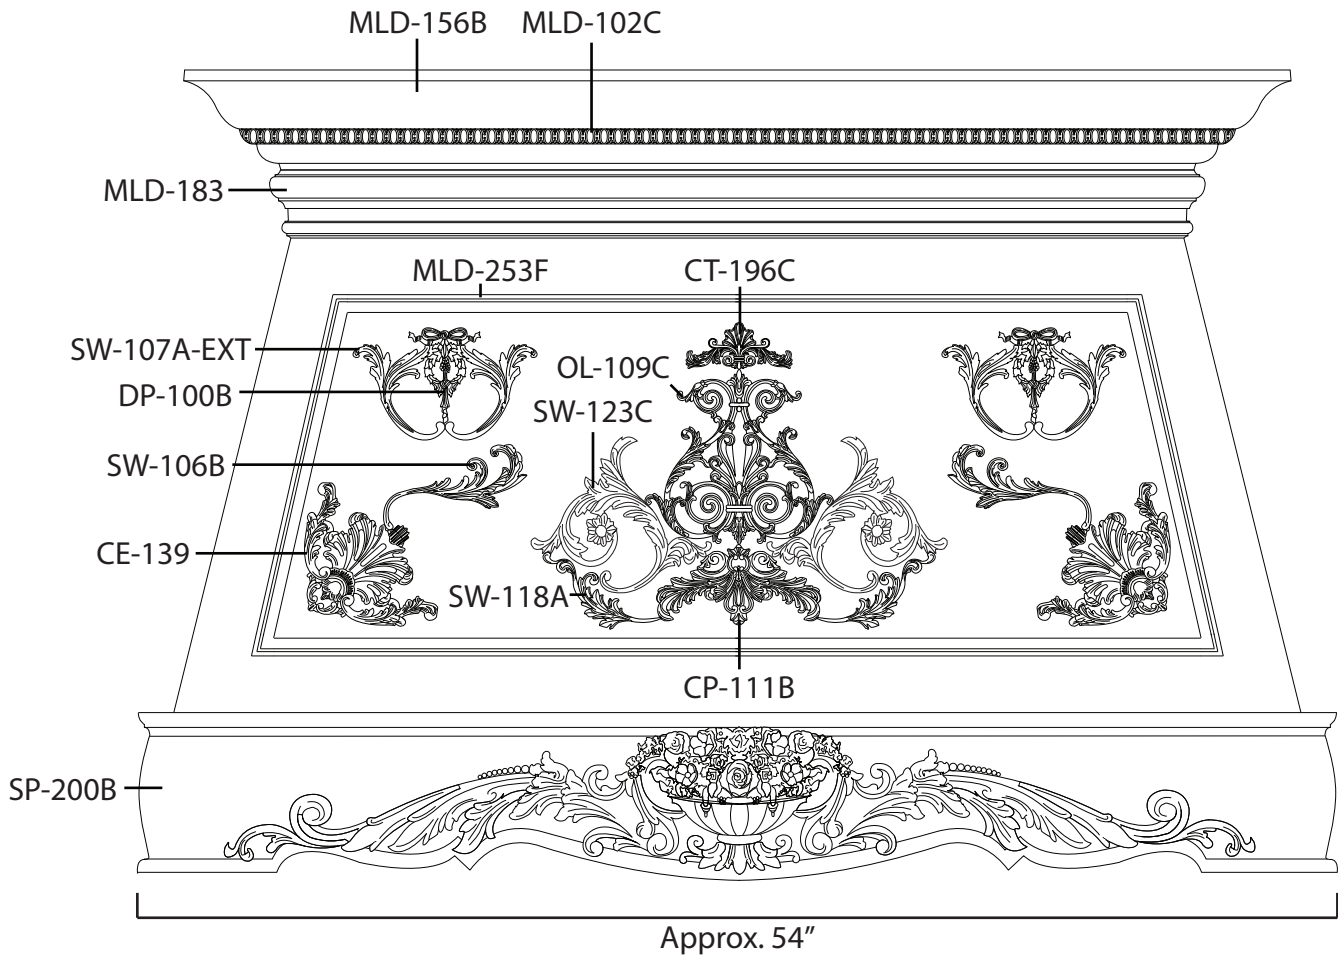 MLD-156B
MLD-102C
MLD-183
MLD-253F
CT-196C
SW-107A-EXT
OL-109C
DP-100B
SW-123C
SW-106B
CE-139
SW-118A
CP-111B
SP-200B
Approx. 54”